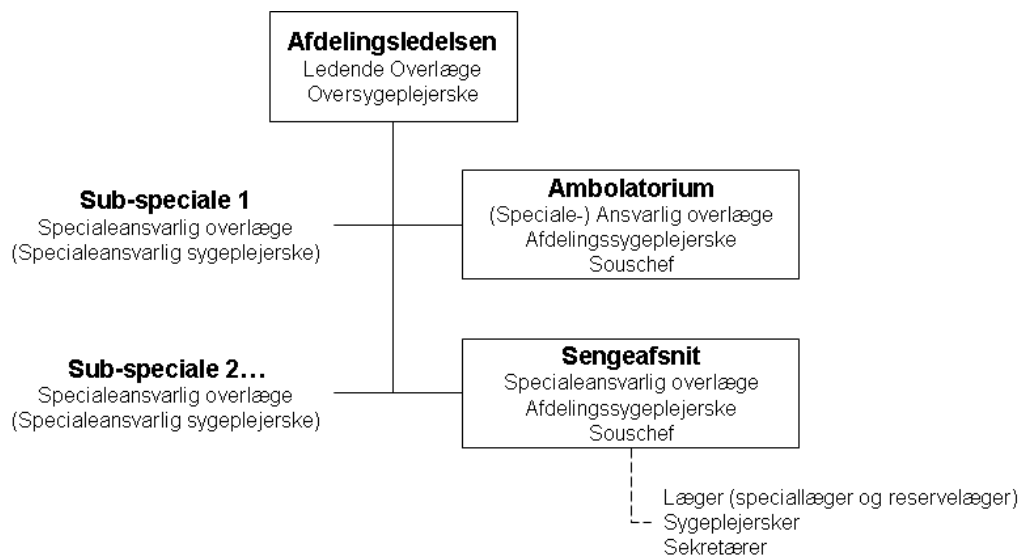 Afdelingsledelsen
Ledende Overlæge
Oversygeplejerske
Sub-speciale 1
Specialeansvarlig overlæge
(Specialeansvarlig sygeplejerske)
Ambolatorium
(Speciale-) Ansvarlig overlæge
Afdelingssygeplejerske
Souschef
Sub-speciale 2...
Specialeansvarlig overlæge
(Specialeansvarlig sygeplejerske)
Sengeafsnit
Specialeansvarlig overlæge
Afdelingssygeplejerske
Souschef
Læger (speciallæger og reservelæger)
Sygeplejersker
Sekretærer